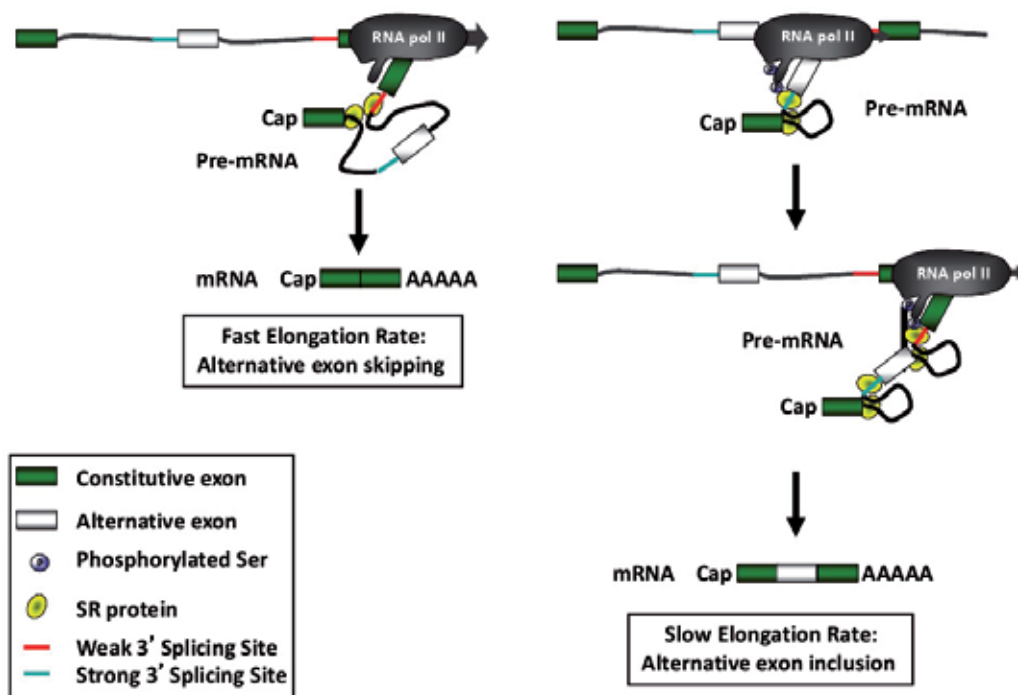 RNA pol II
Cap
Pre-mRNA
mRNA Cap AAAAA
Fast Elongation Rate:
Alternative exon skipping
RNA pol II
Cap
Pre-mRNA
RNA pol II
Pre-mRNA
Cap
mRNA Cap AAAAA
Slow Elongation Rate:
Alternative exon inclusion
Constitutive exon
Alternative exon
Phosphorylated Ser
SR protein
Weak 3' Splicing Site
Strong 3' Splicing Site